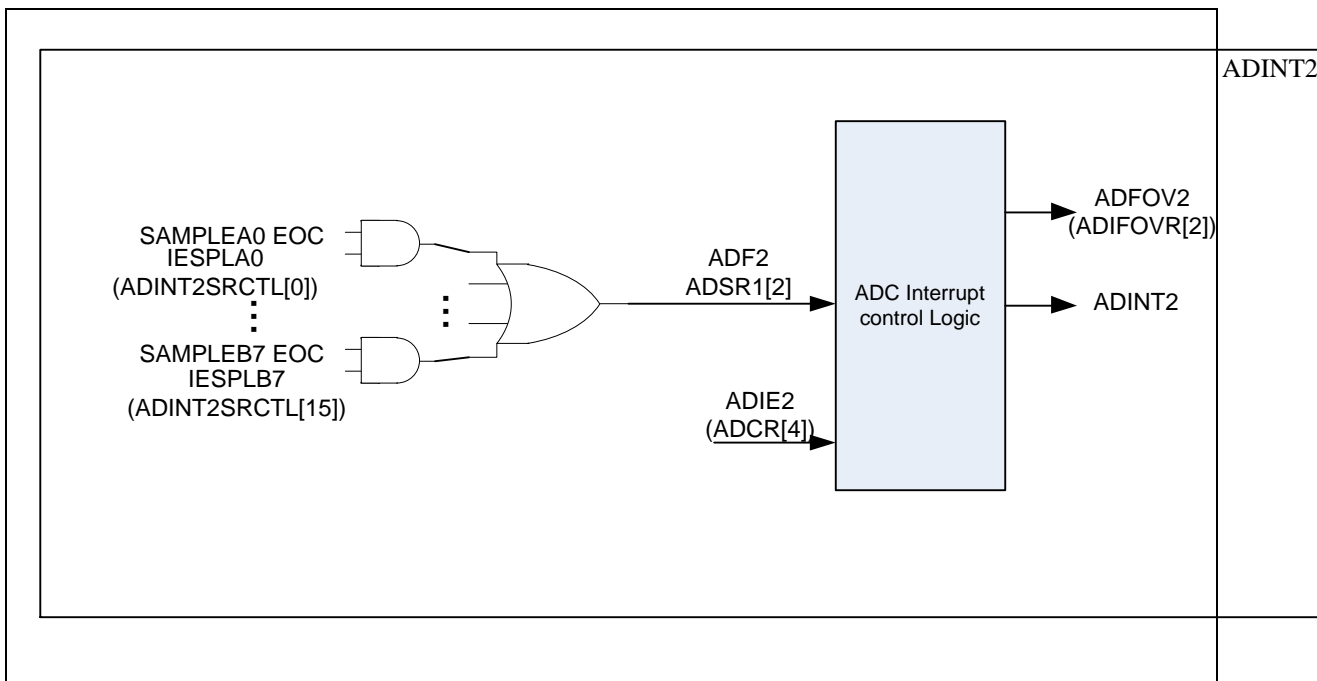 ADINT2
SAMPLEA0 EOC
IESPLA0
(ADINT2SRCTL[0])
SAMPLEB7 EOC
IESPLB7
(ADINT2SRCTL[15])
ADF2
ADSR1[2]
ADIE2
(ADCR[4])
ADC Interrupt
control Logic
ADFOV2
(ADIFOVR[2])
ADINT2